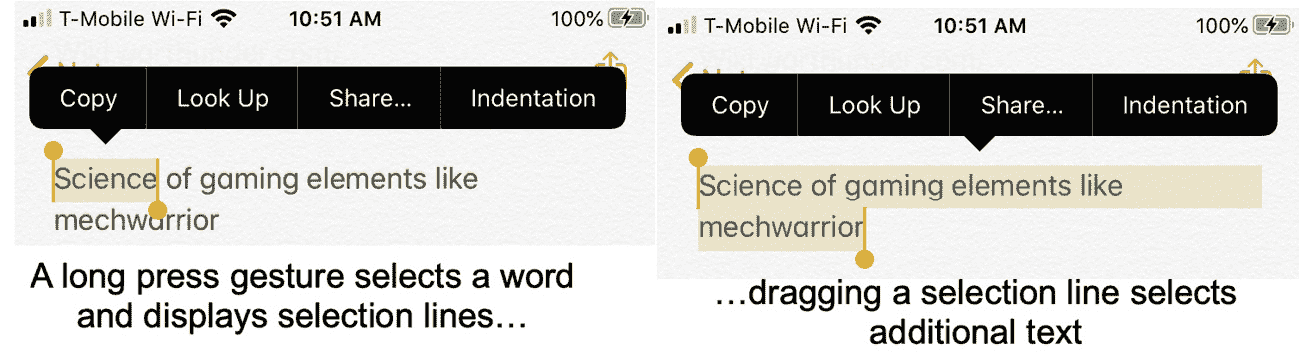 T-Mobile Wi-Fi 10:51 AM 100%
Copy Look Up Share... Indentation
Science of gaming elements like
mechwarrior
A long press gesture selects a word
and displays selection lines…
T-Mobile Wi-Fi 10:51 AM 100%
Copy Look Up Share... Indentation
Science of gaming elements like
mechwarrior
…dragging a selection line selects
additional text